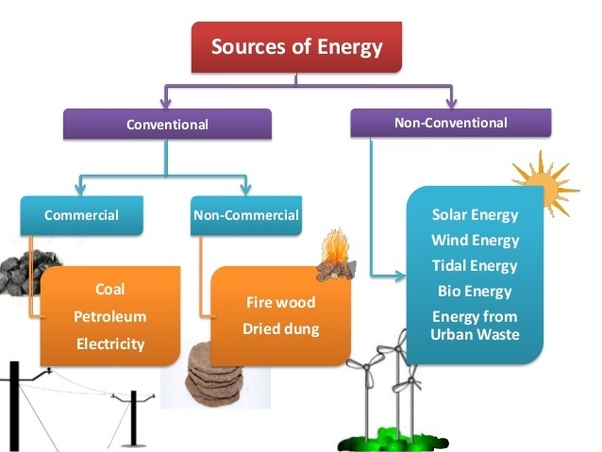 Sources of Energy
Conventional
Non-Conventional
Commercial
Non-Commercial
Coal
Petroleum
Electricity
Fire wood
Dried dung
Solar Energy
Wind Energy
Tidal Energy
Bio Energy
Energy from
Urban Waste